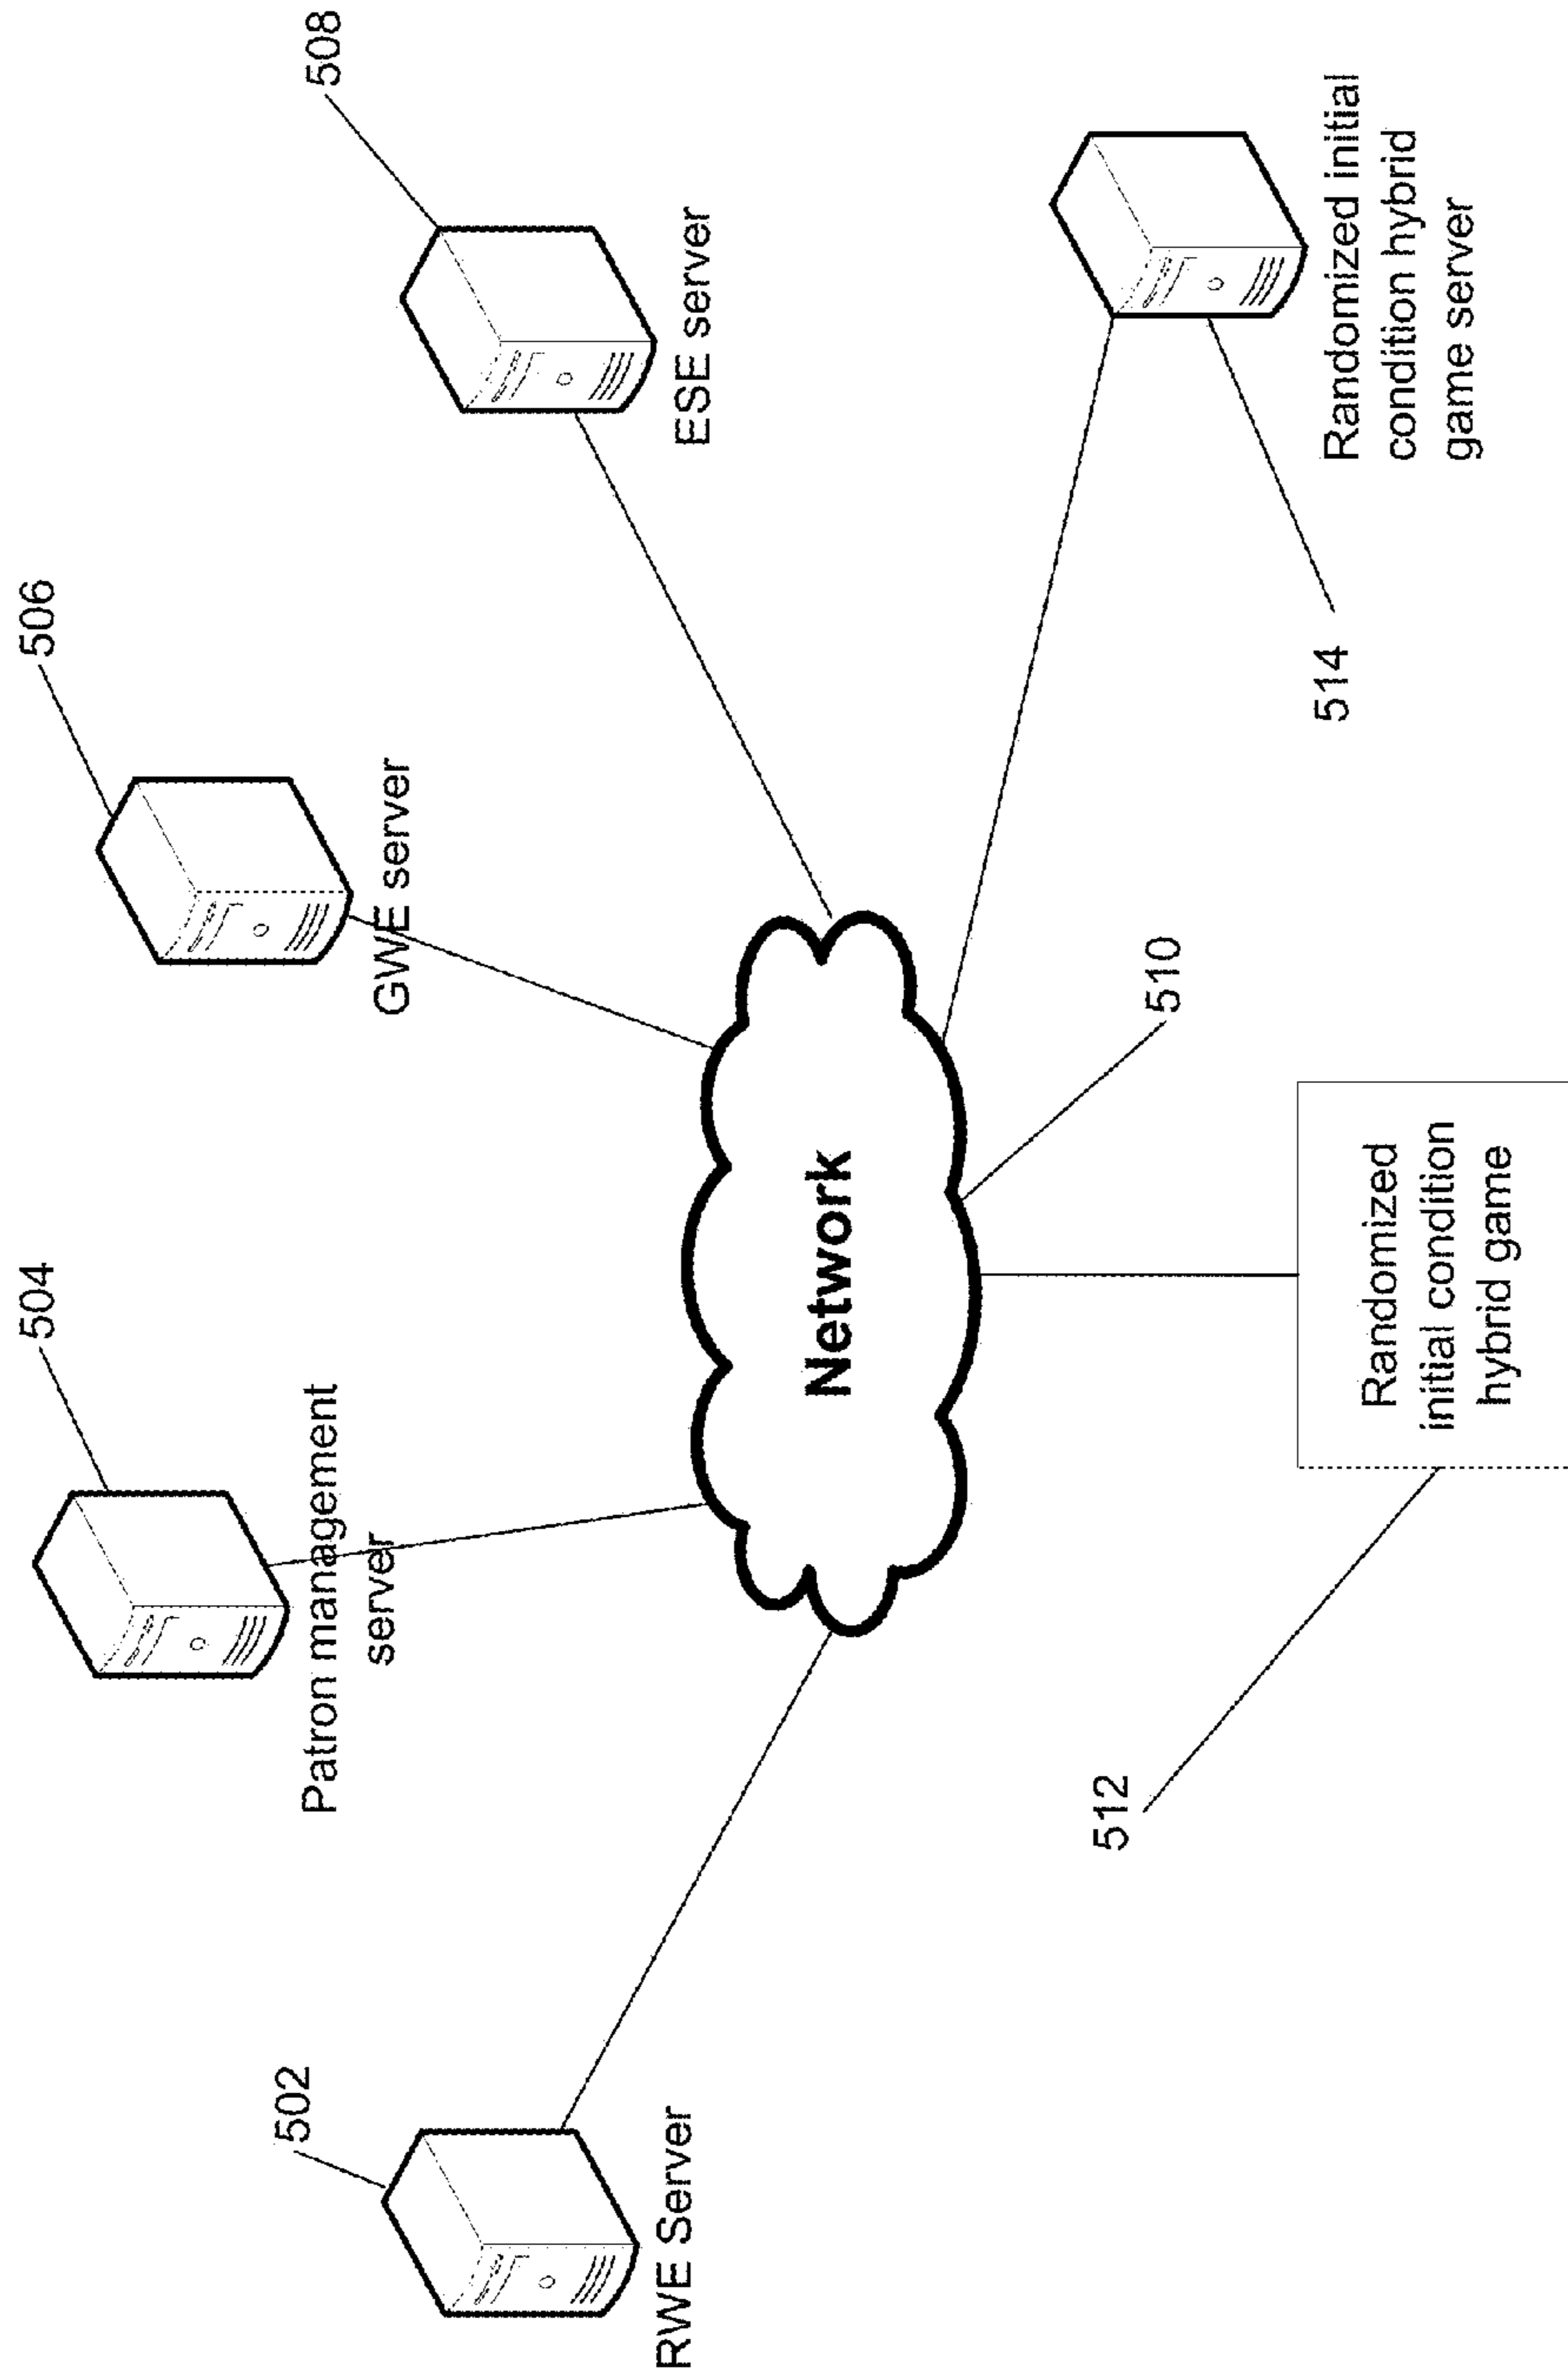 504
506
508
502
Patron management
server
GWE server
ESE server
RWE Server
Network
510
512
514
Randomized
initial condition
hybrid game
Randomized initial
condition hybrid
game server